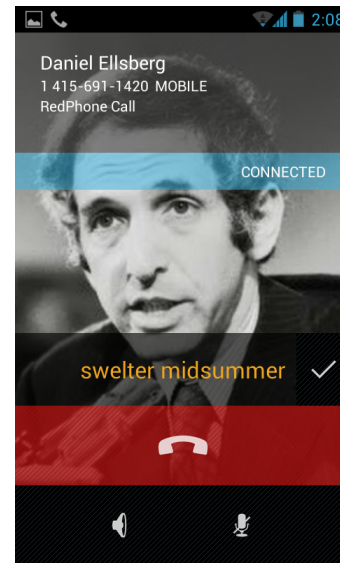 2:08
Daniel Ellsberg
1 415-691-1420 MOBILE
RedPhone Call
CONNECTED
swelter midsummer